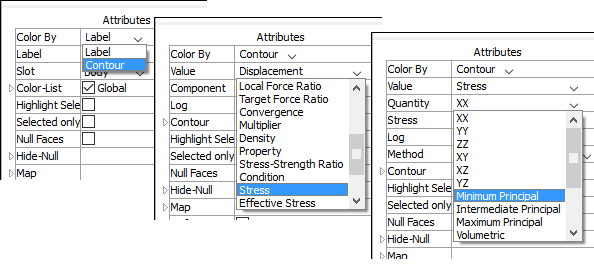 Attributes
Color By Label
Label Label
Contour
Slot Body
Color-List Global
Highlight Sele
Selected only
Null Faces
Hide-Null
Map
Attributes
Color By Contour
Value Displacement
Component Local Force Ratio
Target Force Ratio
Log Convergence
Multiplier
Contour Density
Highlight Sele Property
Selected only Stress-Strength Ratio
Null Faces Condition
Hide-Null Stress
Map Effective Stress
Attributes
Color By Contour
Value Stress
Quantity XX
Stress XX
YY
Log ZZ
Method XY
XZ
Contour YZ
Highlight Sele Minimum Principal
Selected only Intermediate Principal
Null Faces Maximum Principal
Hide-Null Volumetric
Map